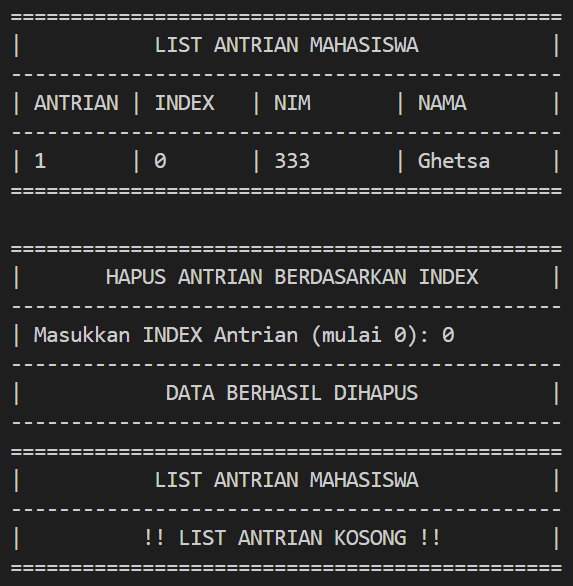 ==============================================
|           LIST ANTRIAN MAHASISWA           |
----------------------------------------------
| ANTRIAN | INDEX   | NIM       | NAMA       |
----------------------------------------------
| 1       | 0       | 333       | Ghetsa     |
==============================================

==============================================
|       HAPUS ANTRIAN BERDASARKAN INDEX      |
----------------------------------------------
| Masukkan INDEX Antrian (mulai 0): 0
----------------------------------------------
|            DATA BERHASIL DIHAPUS           |
----------------------------------------------
==============================================
|           LIST ANTRIAN MAHASISWA           |
----------------------------------------------
|          !! LIST ANTRIAN KOSONG !!         |
==============================================